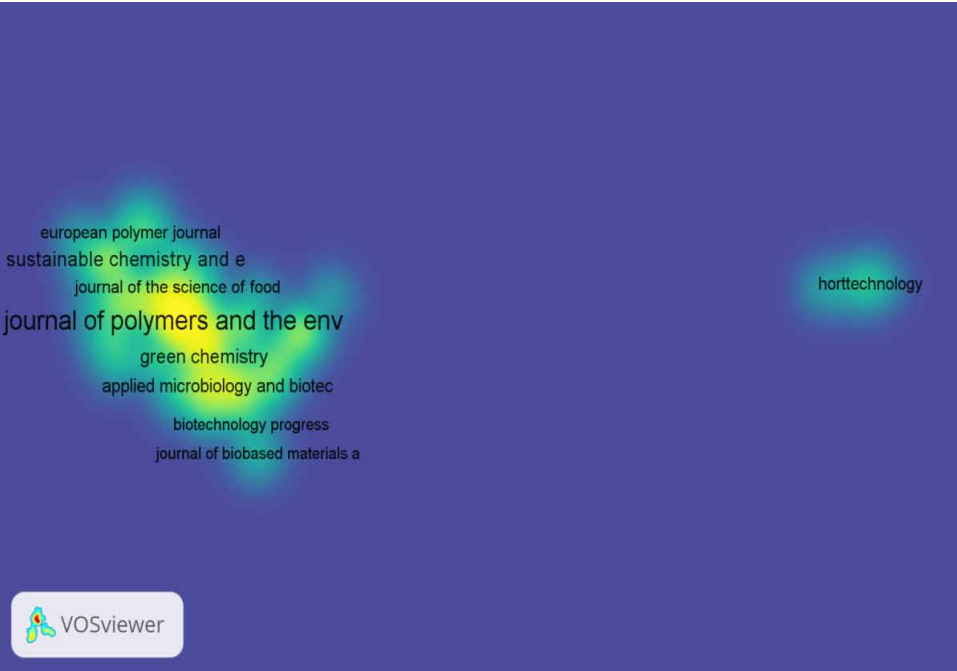 european polymer journal
sustainable chemistry and e
journal of the science of food
horttechnology
journal of polymers and the env
green chemistry
applied microbiology and biotec
biotechnology progress
journal of biobased materials a
VOSviewer